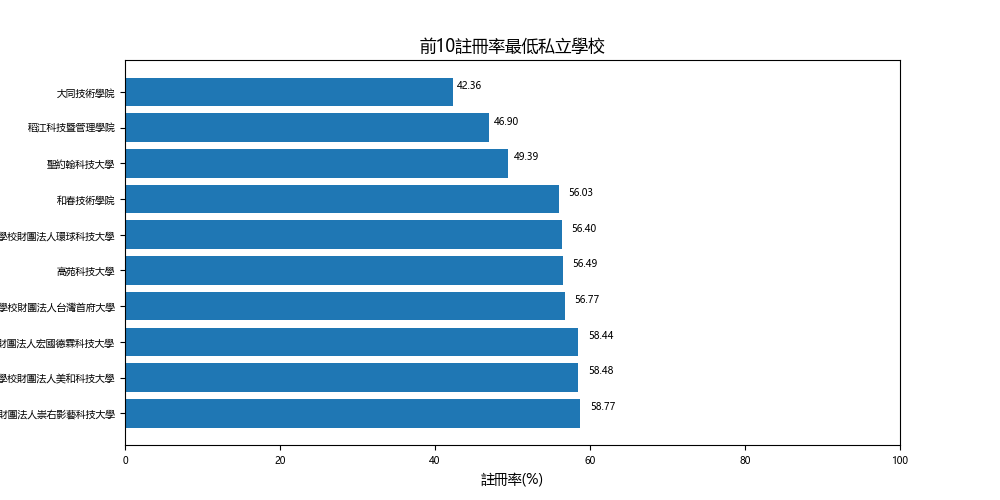 前10註冊率最低私立學校
大同技術學院
42.36
稻江科技暨管理學院
46.90
聖約翰科技大學
49.39
和春技術學院
56.03
學校財團法人環球科技大學
56.40
高苑科技大學
56.49
學校財團法人台灣首府大學
56.77
財團法人宏國德霖科技大學
58.44
學校財團法人美和科技大學
58.48
財團法人崇右影藝科技大學
58.77
0 20 40 60 80 100
註冊率(%)